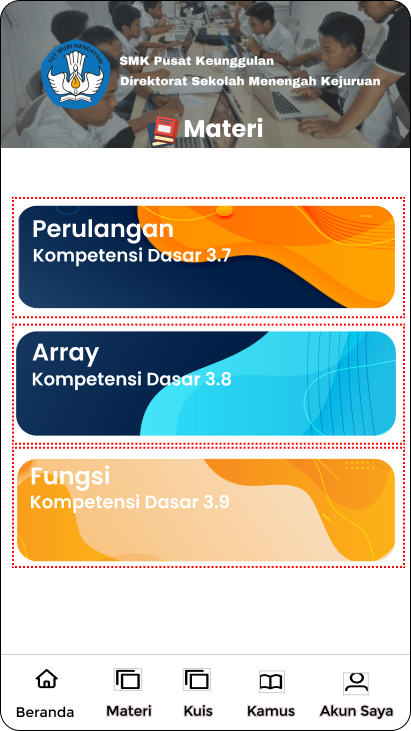 TUT WURI HANDAYANI
SMK Pusat Keunggulan
Direktorat Sekolah Menengah Kejuruan
Materi
Perulangan
Kompetensi Dasar 3.7
Array
Kompetensi Dasar 3.8
Fungsi
Kompetensi Dasar 3.9
Beranda
Materi
Kuis
Kamus
Akun Saya